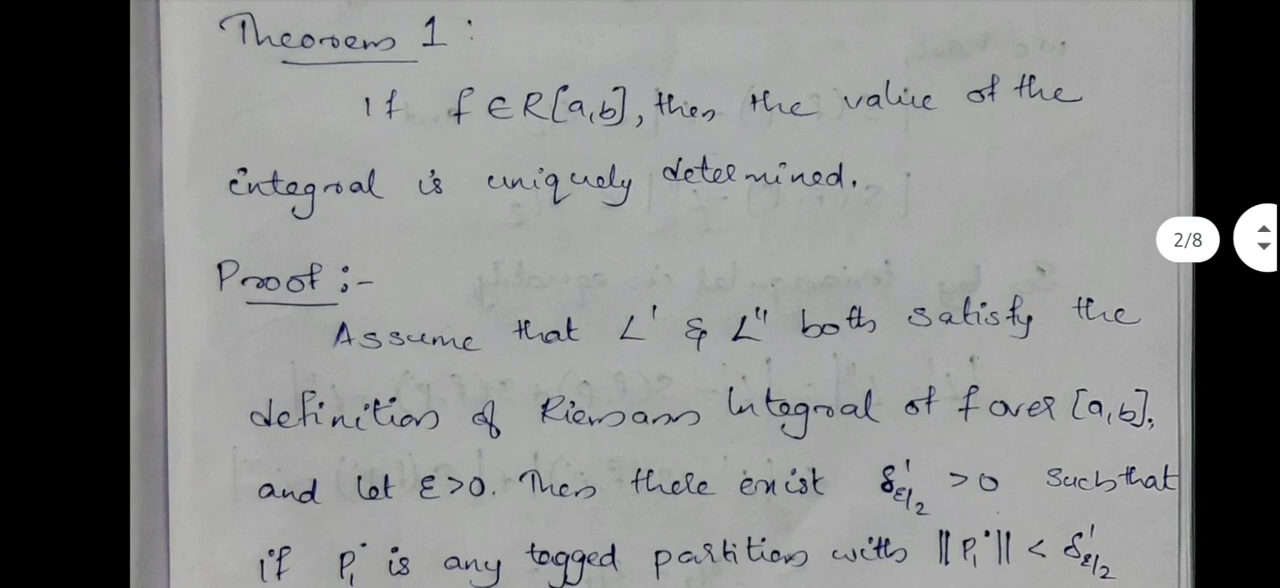 Theorem 1 :
If f ∈ R[a,b], then the value of the
integral is uniquely determined.
2/8
Proof :-
Assume that L' & L'' both satisfy the
definition of Riemann Integral of f over [a,b],
and let ε>0. Then there exist δ'_{ε/2} > 0 such that
if Ṗ₁ is any tagged partition with ||Ṗ₁|| < δ'_{ε/2}